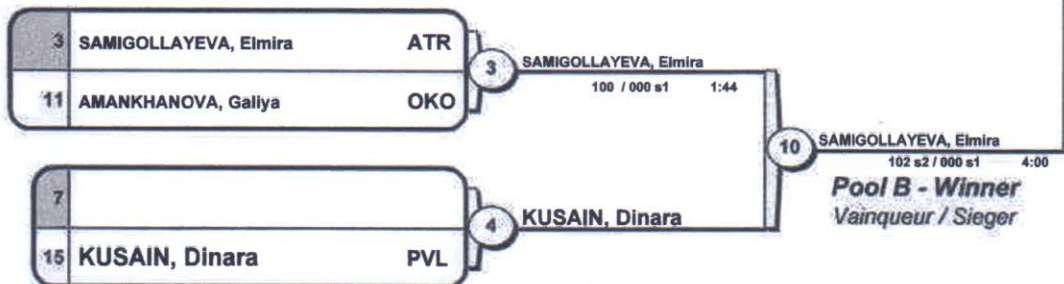 3 SAMIGOLLAYEVA, Elmira ATR
11 AMANKHANOVA, Galiya OKO
3
SAMIGOLLAYEVA, Elmira
100 / 000 s1 1:44
7
15 KUSAIN, Dinara PVL
4
KUSAIN, Dinara
10
SAMIGOLLAYEVA, Elmira
102 s2 / 000 s1 4:00
Pool B - Winner
Vainqueur / Sieger